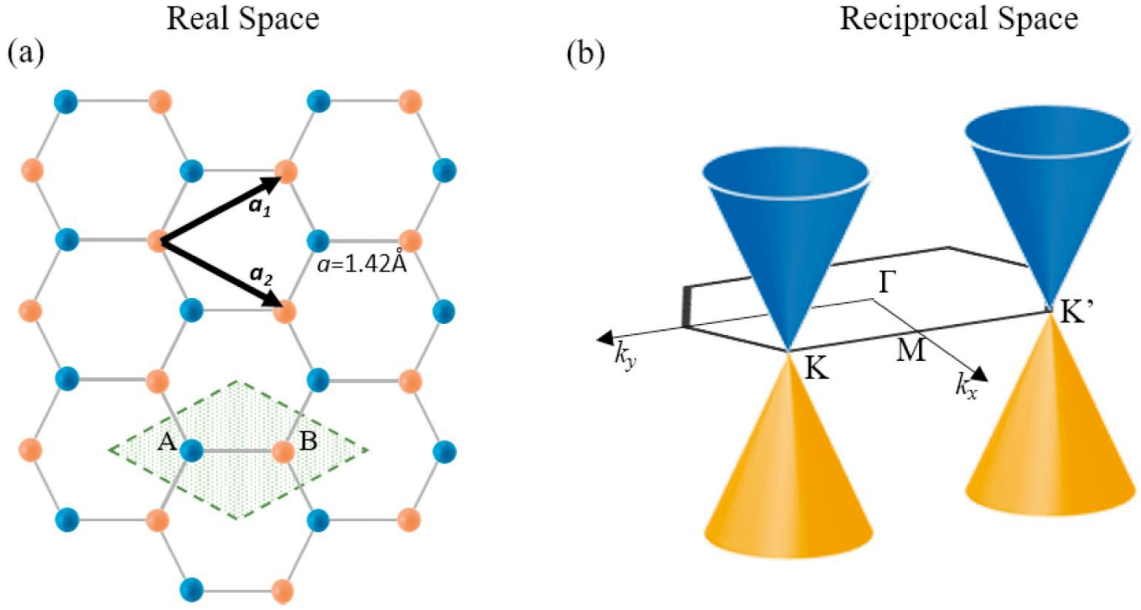 Real Space
Reciprocal Space
(a)
(b)
a1
a2
a=1.42Å
A
B
Γ
K
K’
M
ky
kx